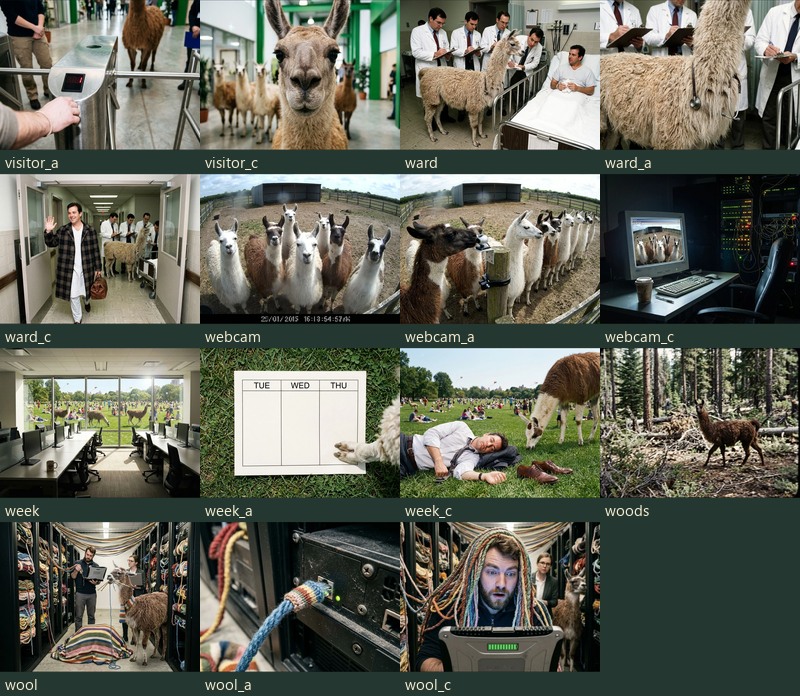 visitor_a
visitor_c
ward
ward_a
ward_c
webcam
webcam_a
webcam_c
week
TUE WED THU
week_a
week_c
woods
wool
wool_a
wool_c